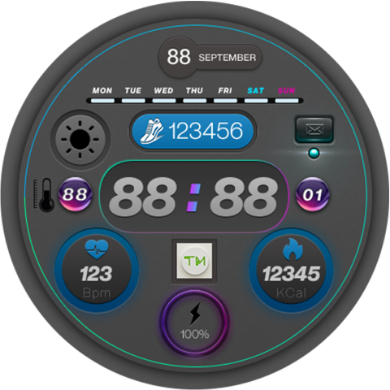 88 SEPTEMBER
MON TUE WED THU FRI SAT SUN
123456
88
88:88
01
123
Bpm
TM
12345
KCal
100%